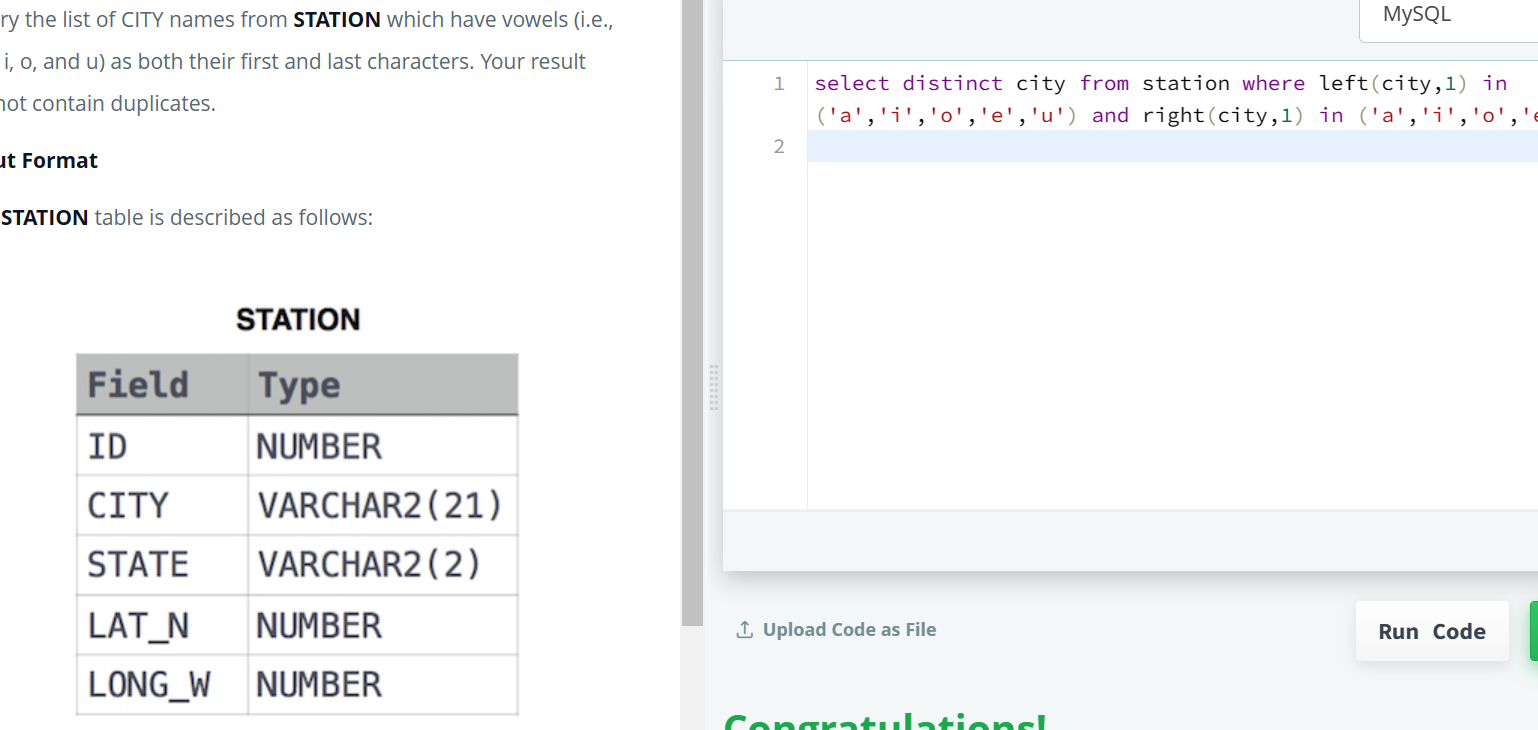 ry the list of CITY names from STATION which have vowels (i.e.,
i, o, and u) as both their first and last characters. Your result
not contain duplicates.
ut Format
STATION table is described as follows:
STATION
Field Type
ID NUMBER
CITY VARCHAR2(21)
STATE VARCHAR2(2)
LAT_N NUMBER
LONG_W NUMBER
MySQL
1 select distinct city from station where left(city,1) in
('a','i','o','e','u') and right(city,1) in ('a','i','o','e
2
Upload Code as File
Run Code
Congratulations!